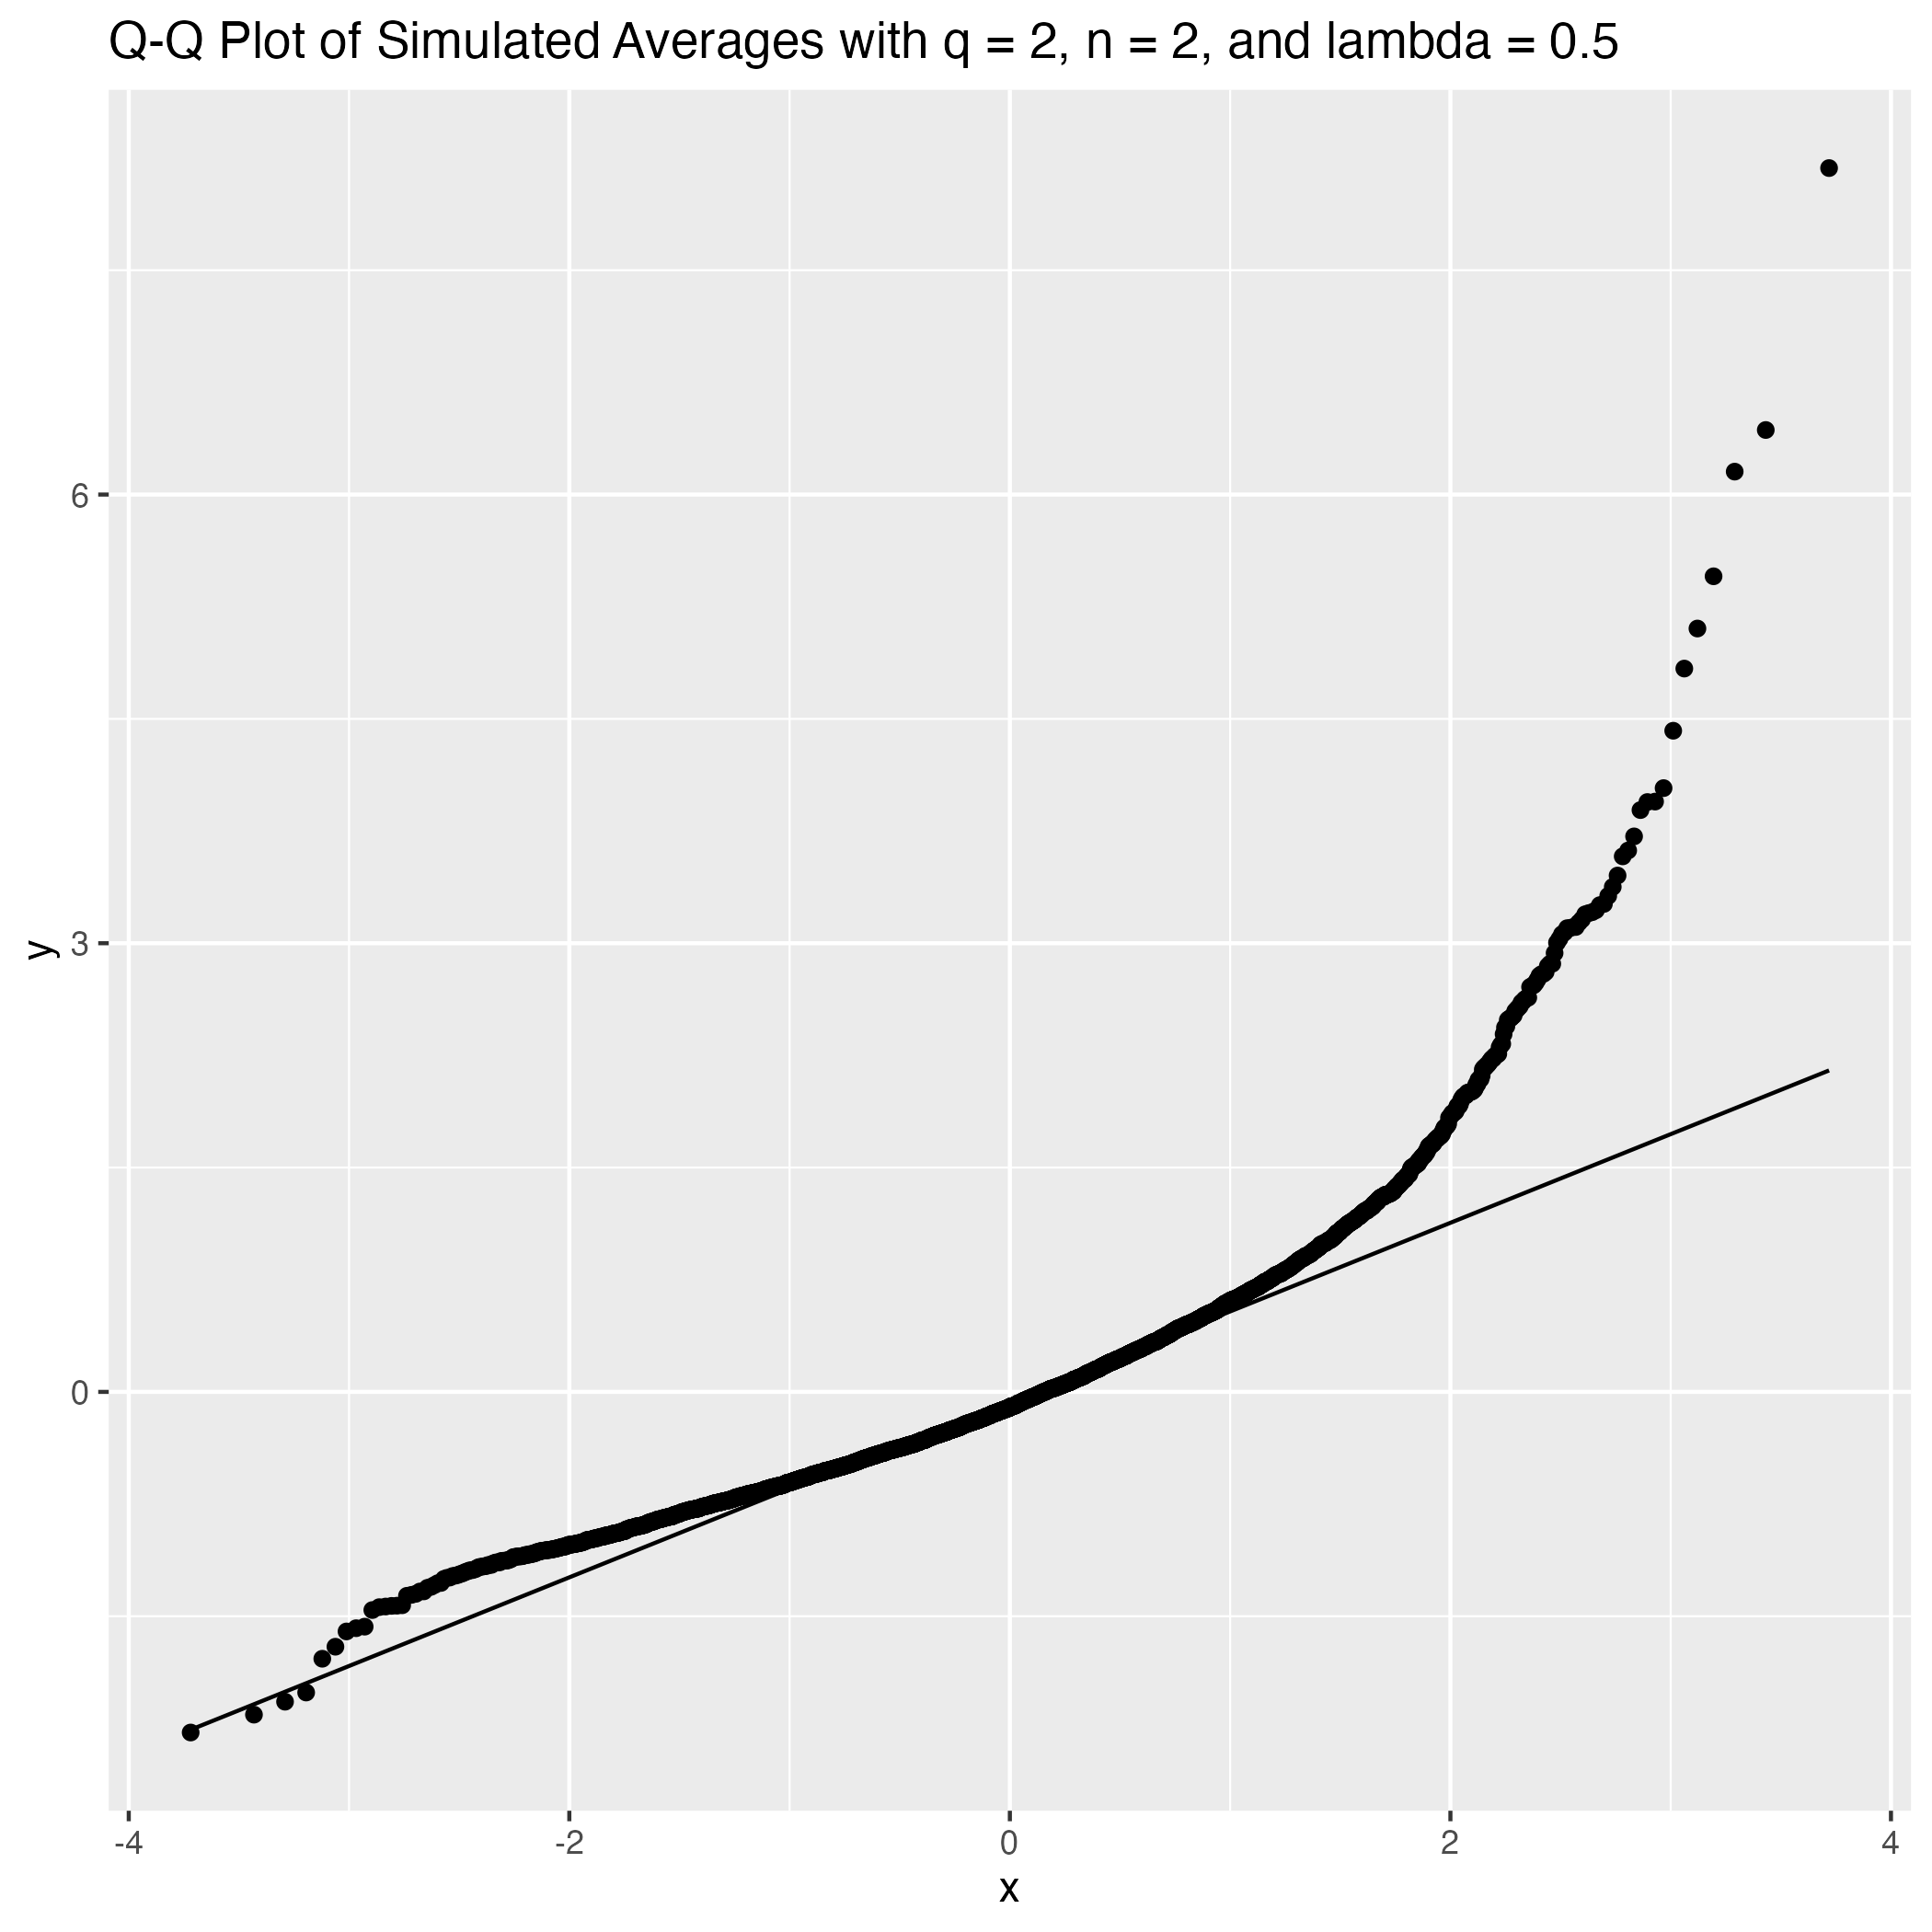 Q-Q Plot of Simulated Averages with q = 2, n = 2, and lambda = 0.5
6
3
0
y
-4 -2 0 2 4
x